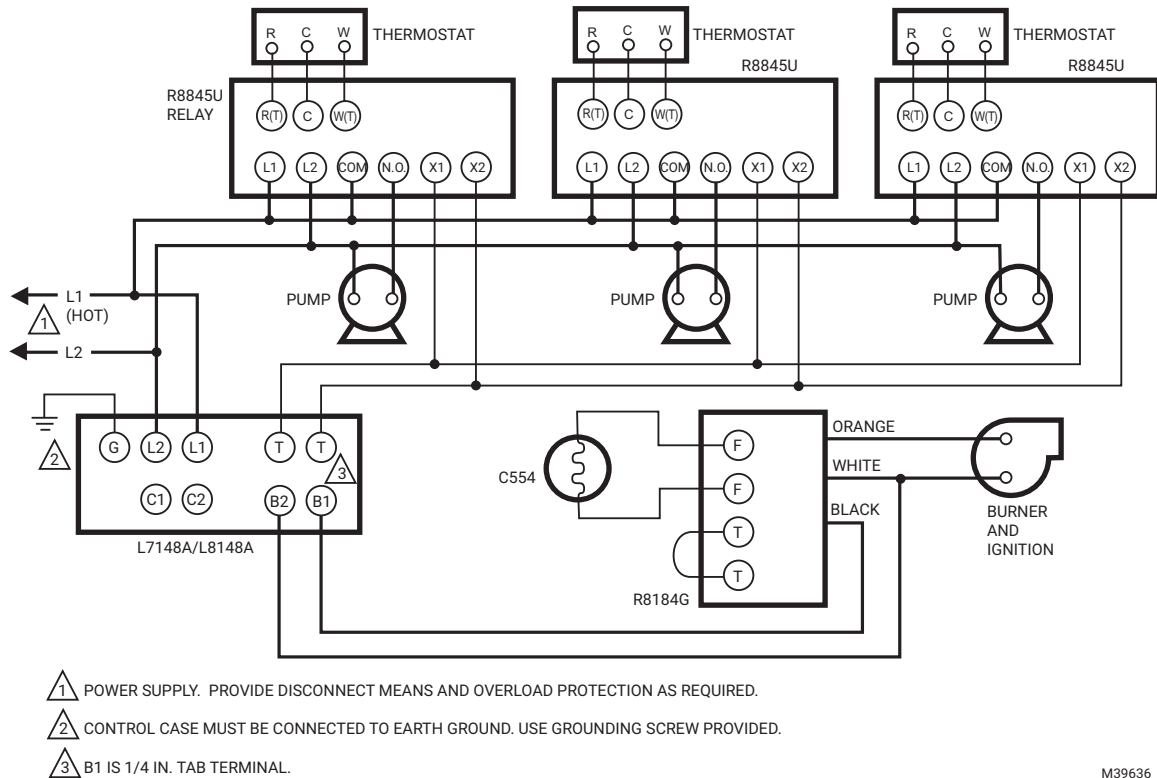 R C W THERMOSTAT R C W THERMOSTAT R C W THERMOSTAT
R8845U
RELAY
R8845U
R8845U
R(T) C W(T) R(T) C W(T) R(T) C W(T)
L1 L2 COM N.O. X1 X2 L1 L2 COM N.O. X1 X2 L1 L2 COM N.O. X1 X2
PUMP PUMP PUMP
L1
(HOT)
1
L2
G L2 L1 T T
2
3
C1 C2 B2 B1
L7148A/L8148A
C554
F
F
T
T
R8184G
ORANGE
WHITE
BLACK
BURNER
AND
IGNITION
1 POWER SUPPLY. PROVIDE DISCONNECT MEANS AND OVERLOAD PROTECTION AS REQUIRED.
2 CONTROL CASE MUST BE CONNECTED TO EARTH GROUND. USE GROUNDING SCREW PROVIDED.
3 B1 IS 1/4 IN. TAB TERMINAL.
M39636